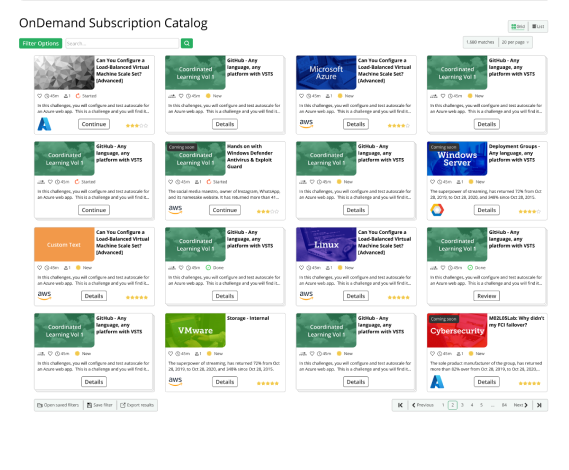 OnDemand Subscription Catalog
Grid List
Filter Options Search...
1,680 matches 20 per page
Can You Configure a
Load-Balanced Virtual
Machine Scale Set?
[Advanced]
45m 1 Started
In this challenges, you will configure and test autoscale for
an Azure web app. This is a challenge and you will find it...
Continue
Coordinated
Learning Vol 1
GitHub - Any
language, any
platform with VSTS
45m 1 New
In this challenges, you will configure and test autoscale for
an Azure web app. This is a challenge and you will find it...
Details
Microsoft
Azure
Can You Configure a
Load-Balanced Virtual
Machine Scale Set?
[Advanced]
45m 1 New
In this challenges, you will configure and test autoscale for
an Azure web app. This is a challenge and you will find it...
aws
Details
Coordinated
Learning Vol 1
GitHub - Any
language, any
platform with VSTS
45m New
In this challenges, you will configure and test autoscale for
an Azure web app. This is a challenge and you will find it...
Details
Coordinated
Learning Vol 1
GitHub - Any
language, any
platform with VSTS
45m Started
In this challenges, you will configure and test autoscale for
an Azure web app. This is a challenge and you will find it...
Continue
Coming soon
Coordinated
Learning Vol 1
Hands on with
Windows Defender
Antivirus & Exploit
Guard
45m 1 Started
The social media maestro, owner of Instagram, WhatsApp,
and its namesake website. It has returned more than 41...
aws
Continue
Coordinated
Learning Vol 1
GitHub - Any
language, any
platform with VSTS
45m New
In this challenges, you will configure and test autoscale for
an Azure web app. This is a challenge and you will find it...
Details
Coming soon
Windows
Server
Deployment Groups -
Any language, any
platform with VSTS
45m 1 New
The superpower of streaming, has returned 72% from Oct
28, 2019, to Oct 28, 2020, and 349% since Oct 28, 2015.
Details
Custom Text
Can You Configure a
Load-Balanced Virtual
Machine Scale Set?
[Advanced]
45m 1 New
In this challenges, you will configure and test autoscale for
an Azure web app. This is a challenge and you will find it...
aws
Details
Coordinated
Learning Vol 1
GitHub - Any
language, any
platform with VSTS
45m Done
In this challenges, you will configure and test autoscale for
an Azure web app. This is a challenge and you will find it...
Details
Linux
Can You Configure a
Load-Balanced Virtual
Machine Scale Set?
[Advanced]
45m 1 New
In this challenges, you will configure and test autoscale for
an Azure web app. This is a challenge and you will find it...
aws
Details
Coordinated
Learning Vol 1
GitHub - Any
language, any
platform with VSTS
45m Done
In this challenges, you will configure and test autoscale for
an Azure web app. This is a challenge and you will find it...
Review
Coordinated
Learning Vol 1
GitHub - Any
language, any
platform with VSTS
45m New
In this challenges, you will configure and test autoscale for
an Azure web app. This is a challenge and you will find it...
Details
VMware
Storage - Internal
45m 1 New
The superpower of streaming, has returned 72% from Oct
28, 2019, to Oct 28, 2020, and 349% since Oct 28, 2015.
aws
Details
Coordinated
Learning Vol 1
GitHub - Any
language, any
platform with VSTS
45m New
In this challenges, you will configure and test autoscale for
an Azure web app. This is a challenge and you will find it...
Details
Coming soon
Cybersecurity
M02L05Lab: Why didn't
my FCI failover?
45m 1 New
The sole product manufacturer of the group, has returned
more than 82% over from Oct 28, 2019, to Oct 28, 2020,...
Details
Open saved filters Save filter Export results
Previous 1 2 3 4 5 ... 84 Next